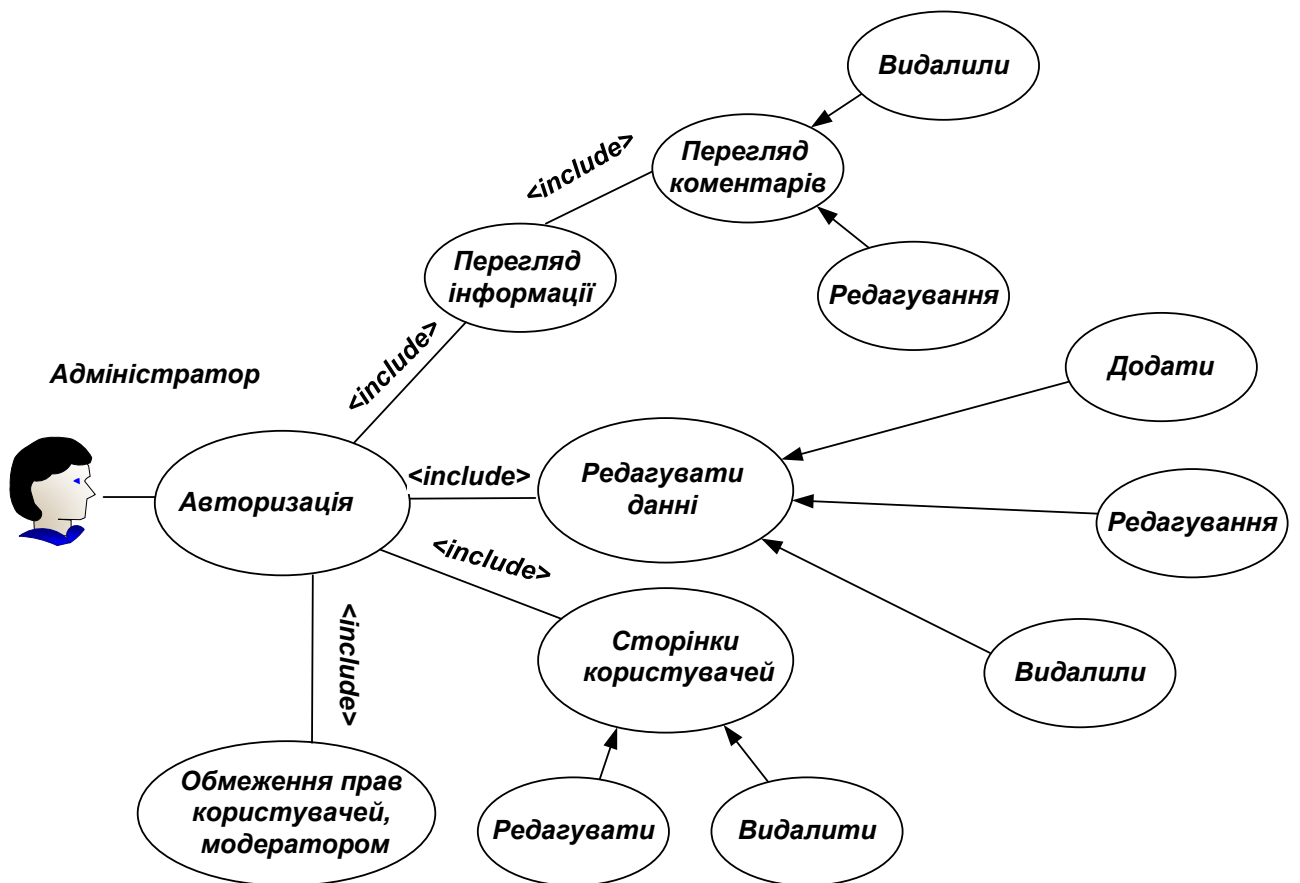 Видалили
<include>
Перегляд
коментарів
Перегляд
інформації
Редагування
<include>
Адміністратор
Додати
Авторизація
<include>
Редагувати
данні
Редагування
<include>
<include>
Сторінки
користувачей
Видалили
Обмеження прав
користувачей,
модератором
Редагувати
Видалити